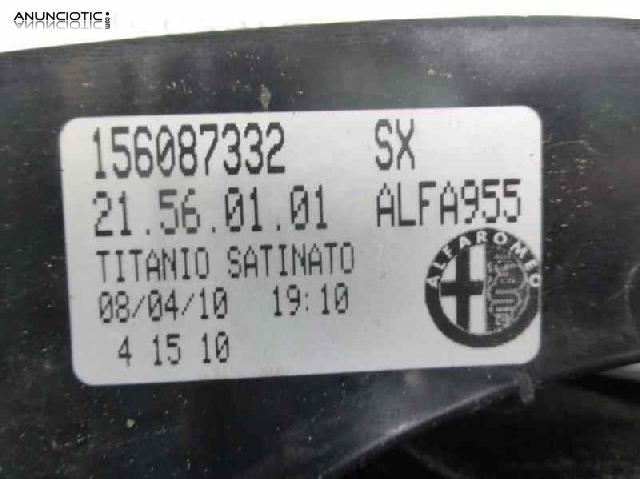 ANUNCIOTIC.es
156087332 SX
21.56.01.01 ALFA955
TITANIO SATINATO
ALFA ROMEO
08/04/10 19:10
4 15 10